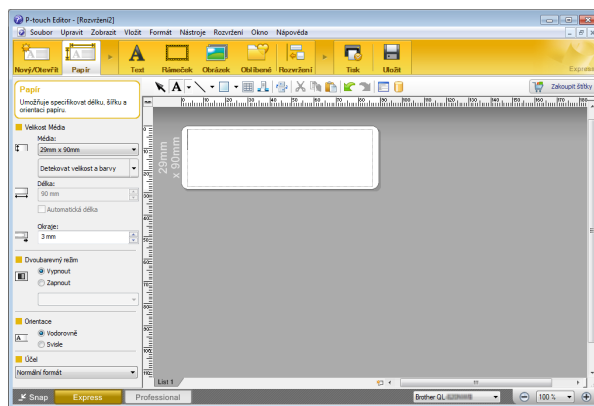 P-touch Editor - [Rozvržení2]
Soubor Upravit Zobrazit Vložit Formát Nástroje Rozvržení Okno Nápověda
Nový/Otevřít Papír Text Rámeček Obrázek Oblíbené Rozvržení Tisk Uložit Express
Papír
Umožňuje specifikovat délku, šířku a
orientaci papíru.
A Zakoupit štítky
Velikost Média
Média:
29mm x 90mm
Detekovat velikost a barvy
Délka:
90 mm
Automatická délka
Okraje:
3 mm
Dvoubarevný režim
Vypnout
Zapnout
Orientace
Vodorovně
Svisle
Účel
Normální formát
29mm
x 90mm
List 1
Snap Express Professional Brother QL 100 %